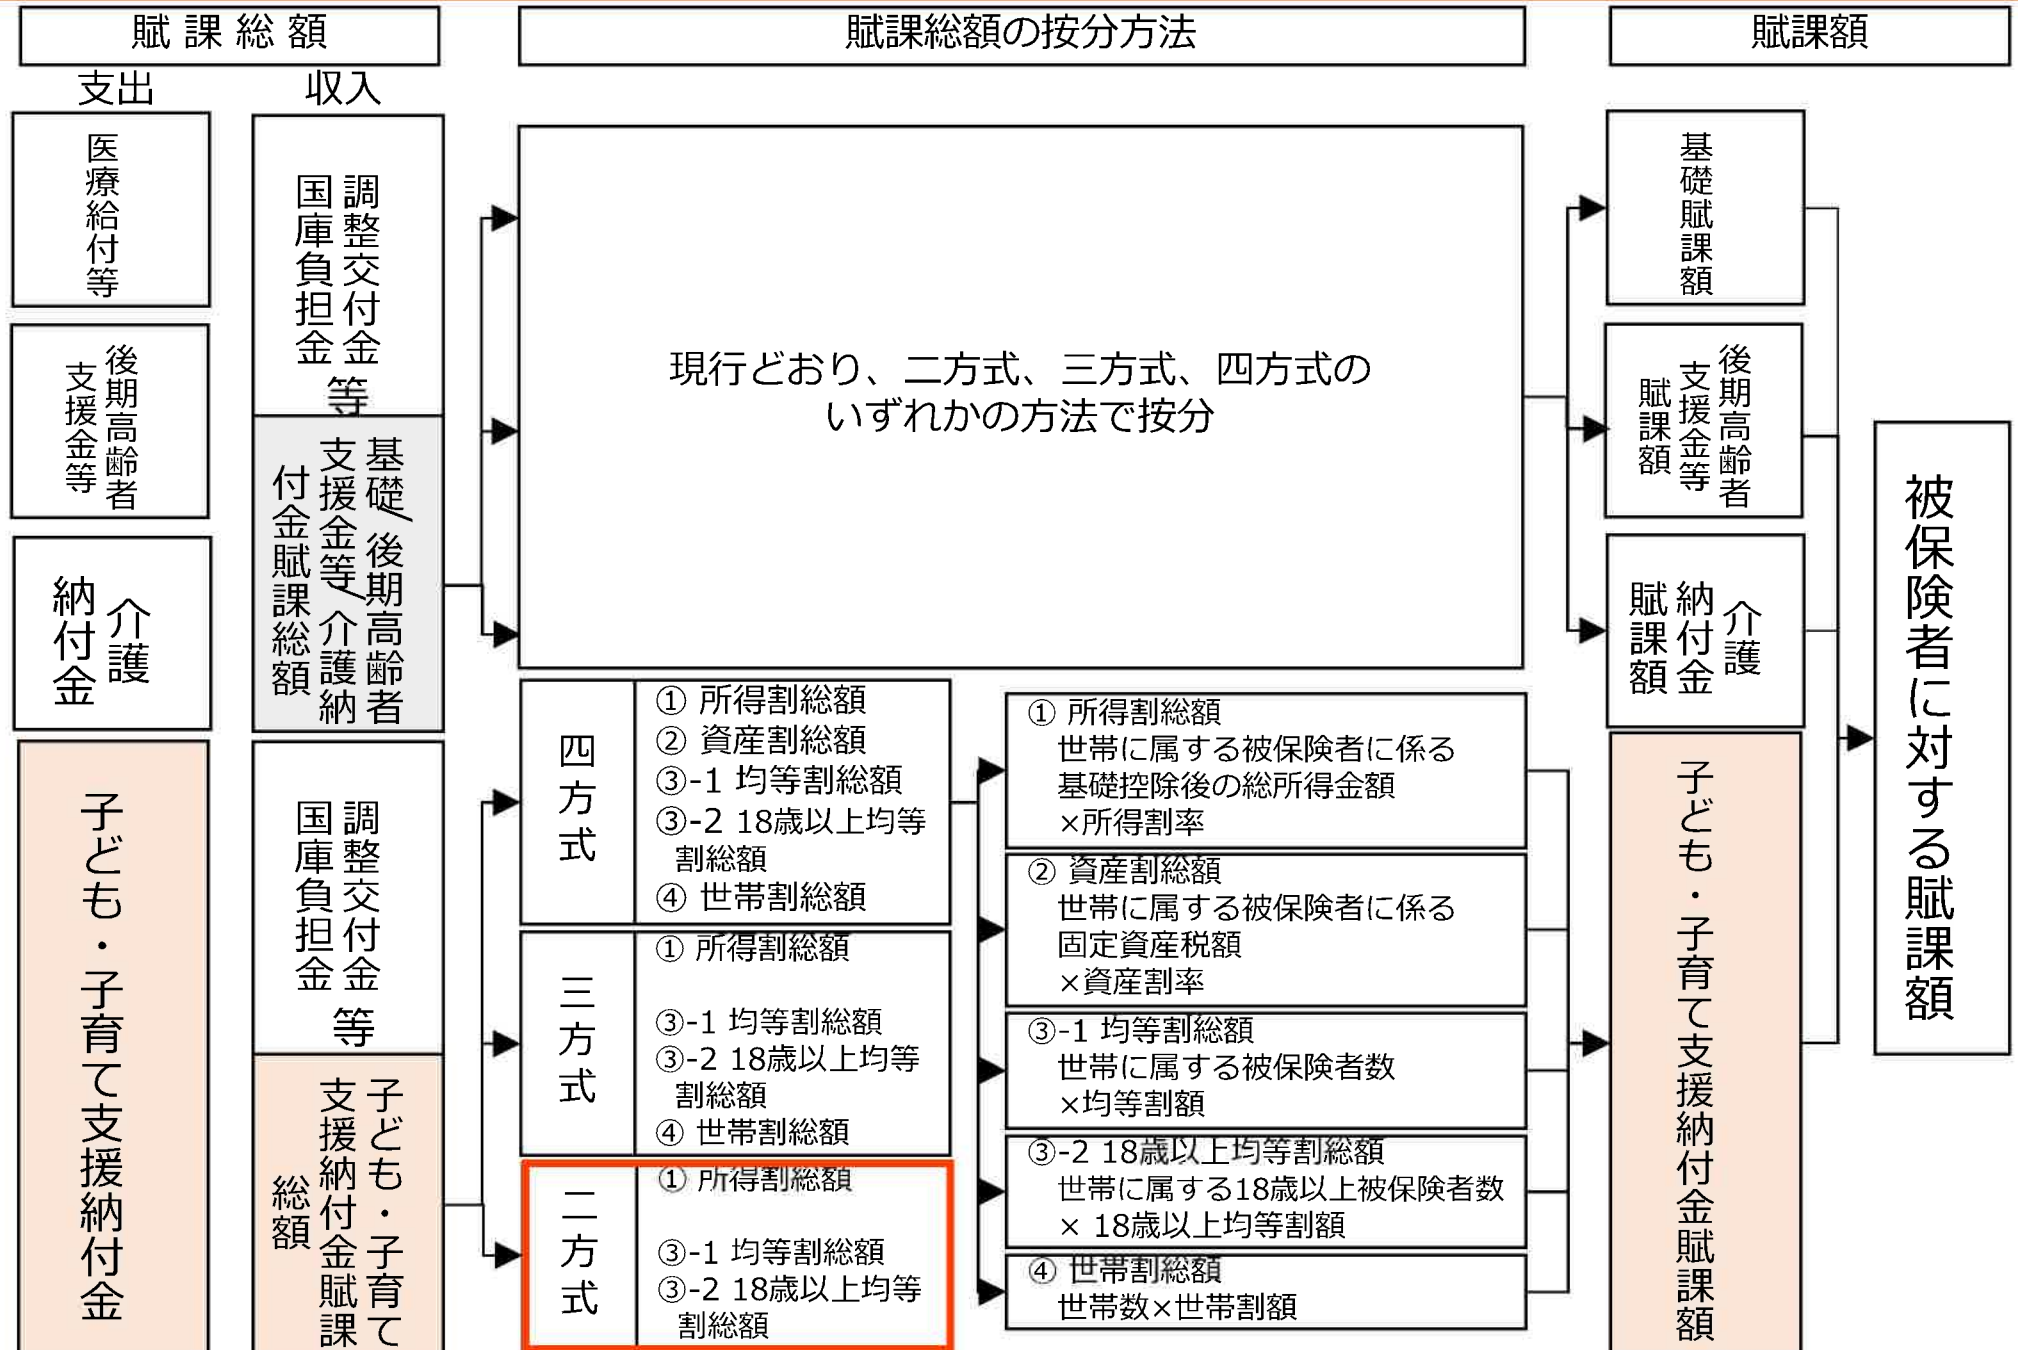 賦課総額
賦課総額の按分方法
賦課額
支出
収入
医療給付等
後期高齢者
支援金等
介護
納付金
子ども・子育て支援納付金
調整交付金
国庫負担金
等
基礎／後期高齢者
支援金等／介護納
付金賦課総額
調整交付金
国庫負担金
等
子ども・子育て
支援納付金賦課
総額
現行どおり、二方式、三方式、四方式の
いずれかの方法で按分
四方式
① 所得割総額
② 資産割総額
③-1 均等割総額
③-2 18歳以上均等
割総額
④ 世帯割総額
三方式
① 所得割総額
③-1 均等割総額
③-2 18歳以上均等
割総額
④ 世帯割総額
二方式
① 所得割総額
③-1 均等割総額
③-2 18歳以上均等
割総額
① 所得割総額
世帯に属する被保険者に係る
基礎控除後の総所得金額
×所得割率
② 資産割総額
世帯に属する被保険者に係る
固定資産税額
×資産割率
③-1 均等割総額
世帯に属する被保険者数
×均等割額
③-2 18歳以上均等割総額
世帯に属する18歳以上被保険者数
× 18歳以上均等割額
④ 世帯割総額
世帯数×世帯割額
基礎賦課額
後期高齢者
支援金等
賦課額
介護
納付金
賦課額
子ども・子育て支援納付金賦課額
被保険者に対する賦課額